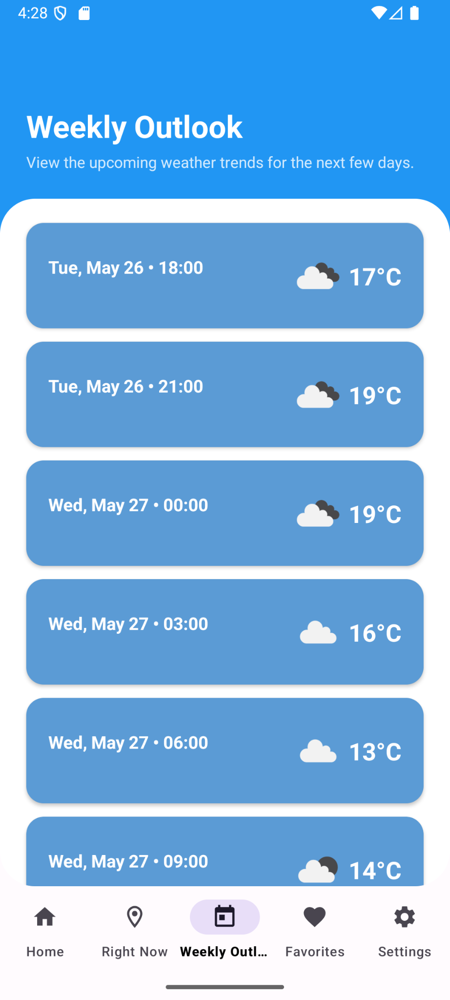 4:28
Weekly Outlook
View the upcoming weather trends for the next few days.
Tue, May 26 • 18:00
17°C
Tue, May 26 • 21:00
19°C
Wed, May 27 • 00:00
19°C
Wed, May 27 • 03:00
16°C
Wed, May 27 • 06:00
13°C
Wed, May 27 • 09:00
14°C
Home
Right Now
Weekly Outl...
Favorites
Settings